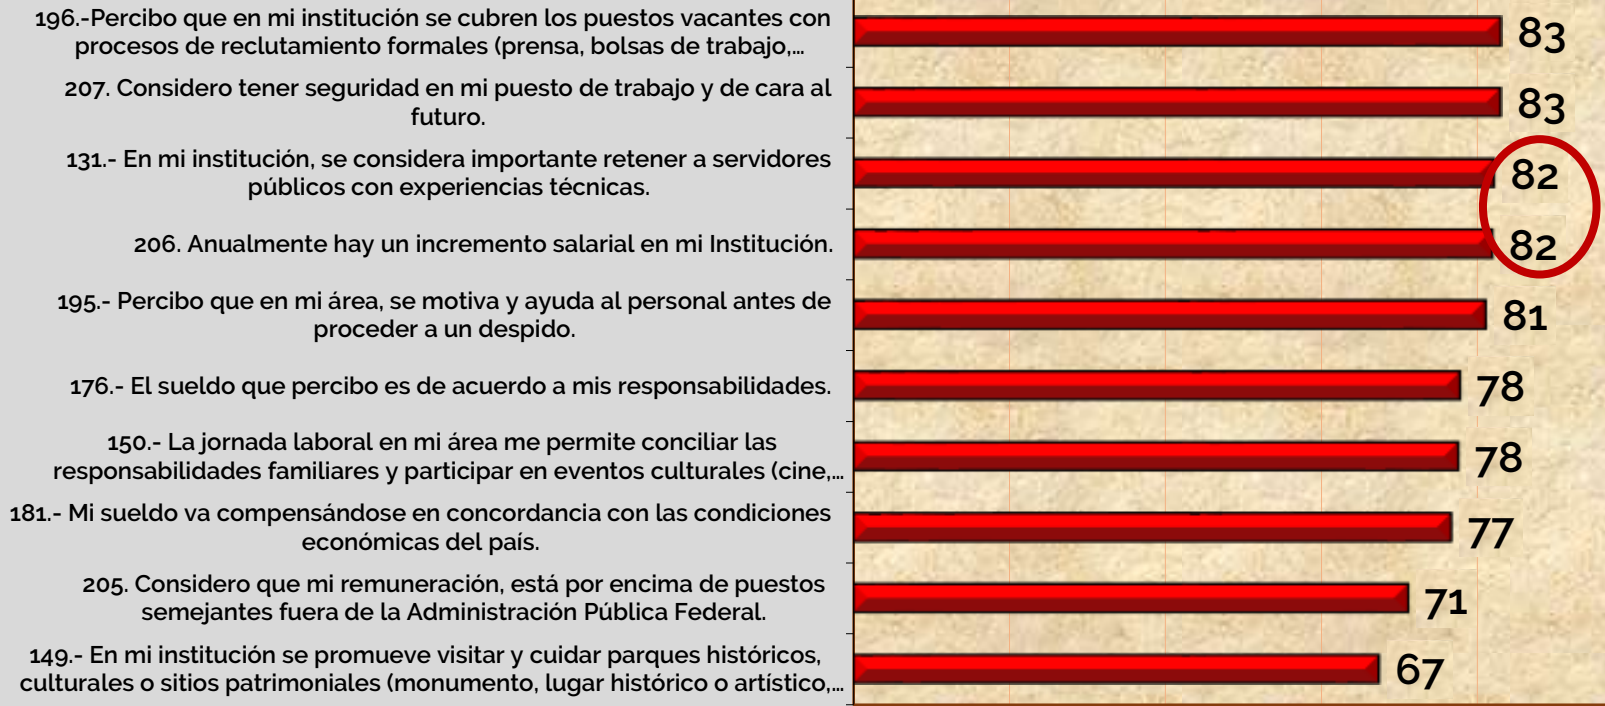 196.-Percibo que en mi institución se cubren los puestos vacantes con
procesos de reclutamiento formales (prensa, bolsas de trabajo,...
83
207. Considero tener seguridad en mi puesto de trabajo y de cara al
futuro.
83
131.- En mi institución, se considera importante retener a servidores
públicos con experiencias técnicas.
82
206. Anualmente hay un incremento salarial en mi Institución.
82
195.- Percibo que en mi área, se motiva y ayuda al personal antes de
proceder a un despido.
81
176.- El sueldo que percibo es de acuerdo a mis responsabilidades.
78
150.- La jornada laboral en mi área me permite conciliar las
responsabilidades familiares y participar en eventos culturales (cine,...
78
181.- Mi sueldo va compensándose en concordancia con las condiciones
económicas del país.
77
205. Considero que mi remuneración, está por encima de puestos
semejantes fuera de la Administración Pública Federal.
71
149.- En mi institución se promueve visitar y cuidar parques históricos,
culturales o sitios patrimoniales (monumento, lugar histórico o artístico,...
67